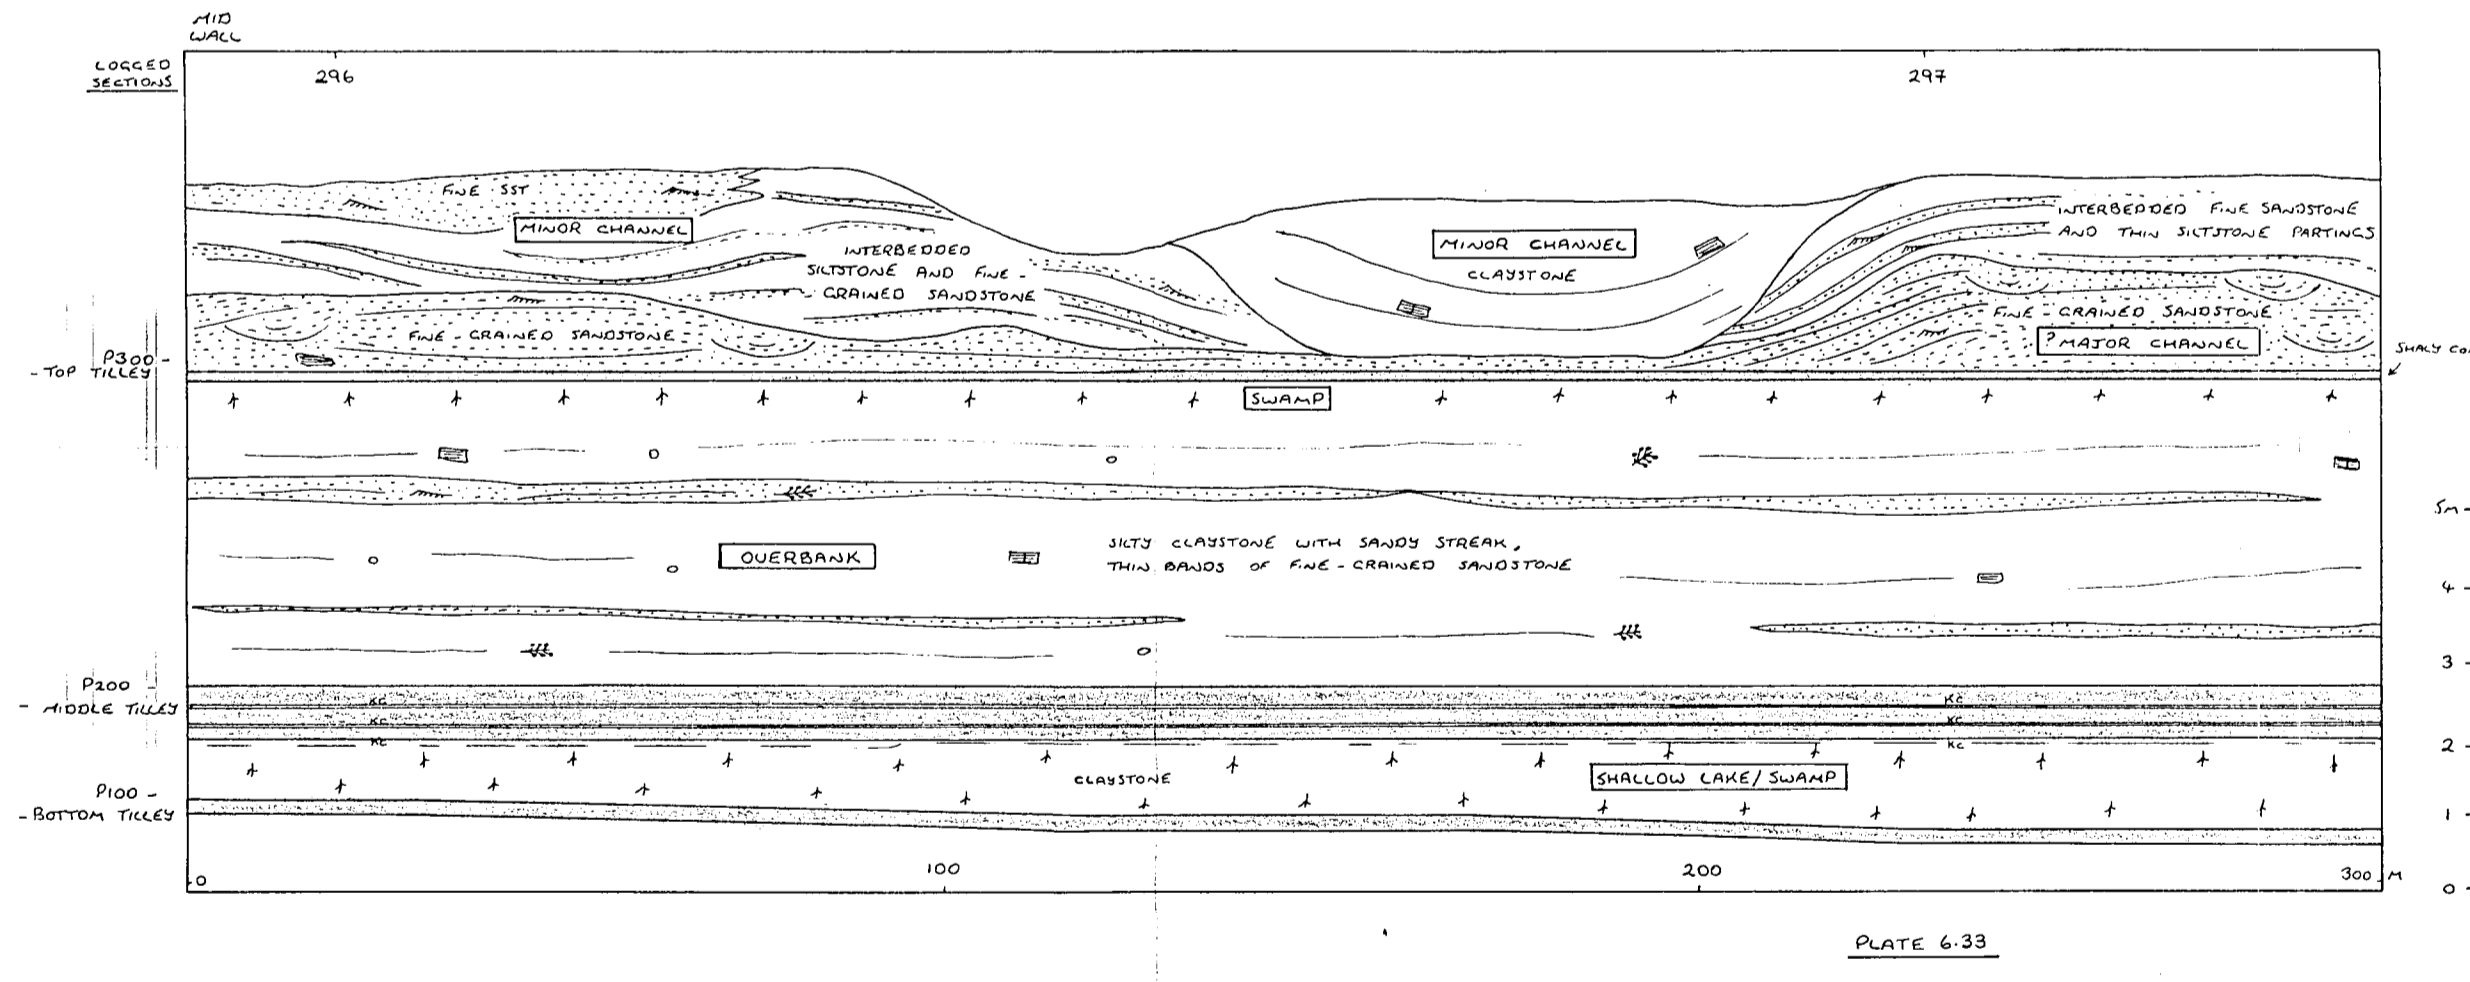 MID
WALL
LOGGED
SECTIONS
296
297
FINE SST
MINOR CHANNEL
INTERBEDDED
SILTSTONE AND FINE-
GRAINED SANDSTONE
MINOR CHANNEL
CLAYSTONE
INTERBEDDED FINE SANDSTONE
AND THIN SILTSTONE PARTINGS
FINE-GRAINED SANDSTONE
FINE-GRAINED SANDSTONE
? MAJOR CHANNEL
P300 -
- TOP TILLEY
SHALY CO
SWAMP
5M -
OVERBANK
SILTY CLAYSTONE WITH SANDY STREAK,
THIN BANDS OF FINE-GRAINED SANDSTONE
4 -
3 -
P200 -
- MIDDLE TILLEY
KC
KC
KC
KC
KC
KC
2 -
CLAYSTONE
SHALLOW LAKE/SWAMP
P100 -
- BOTTOM TILLEY
1 -
0
100
200
300 M
0 -
PLATE 6.33